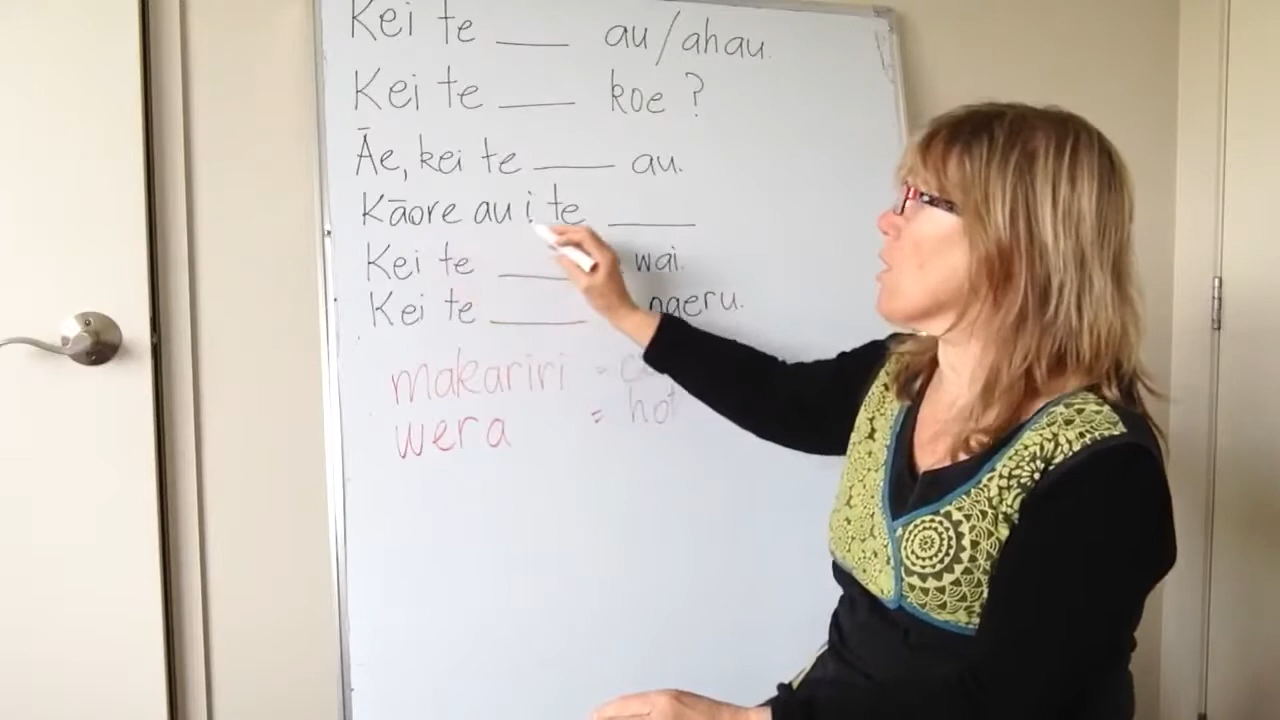 Kei te ___ au/ahau.
Kei te ___ koe?
Āe, kei te ___ au.
Kāore au i te ___
Kei te ___ wai.
Kei te ___ ngeru.
makariri =
wera = hot